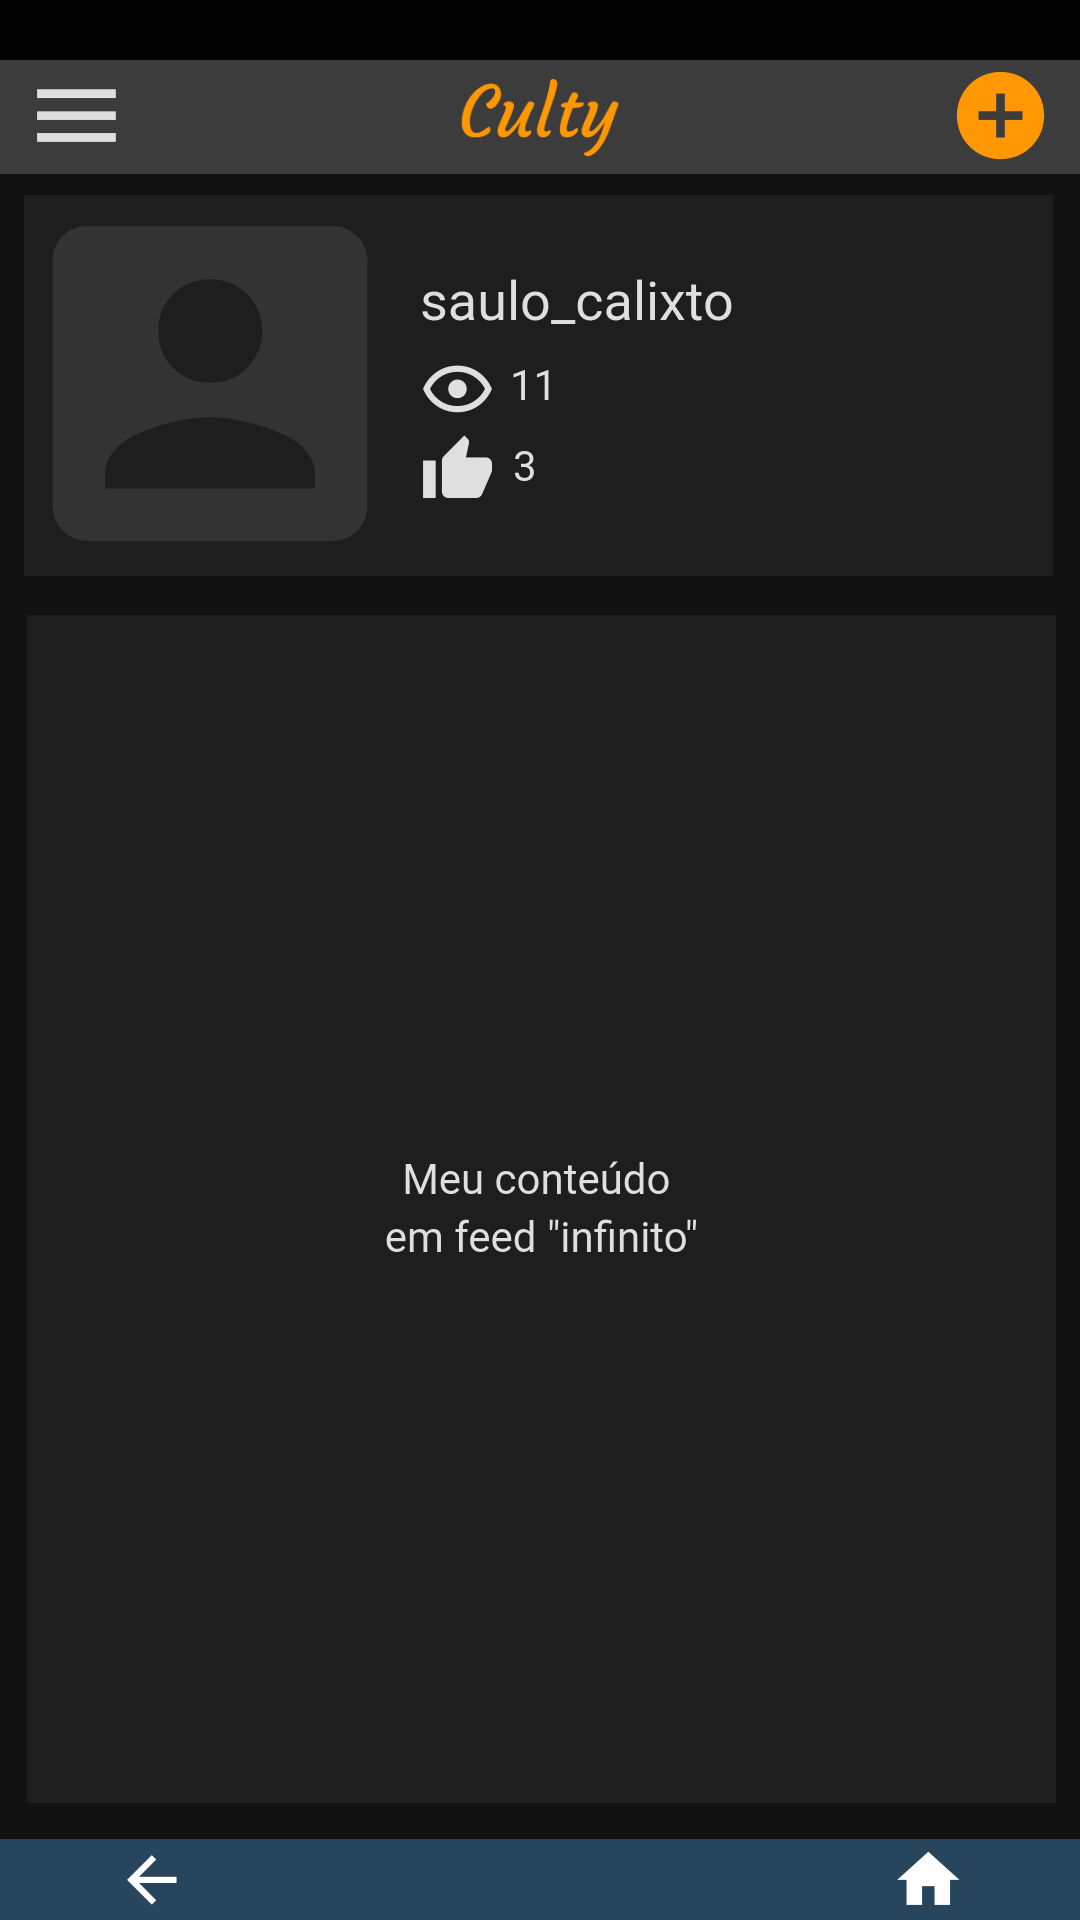 Culty
saulo_calixto
11
3
Meu conteúdo
em feed "infinito"